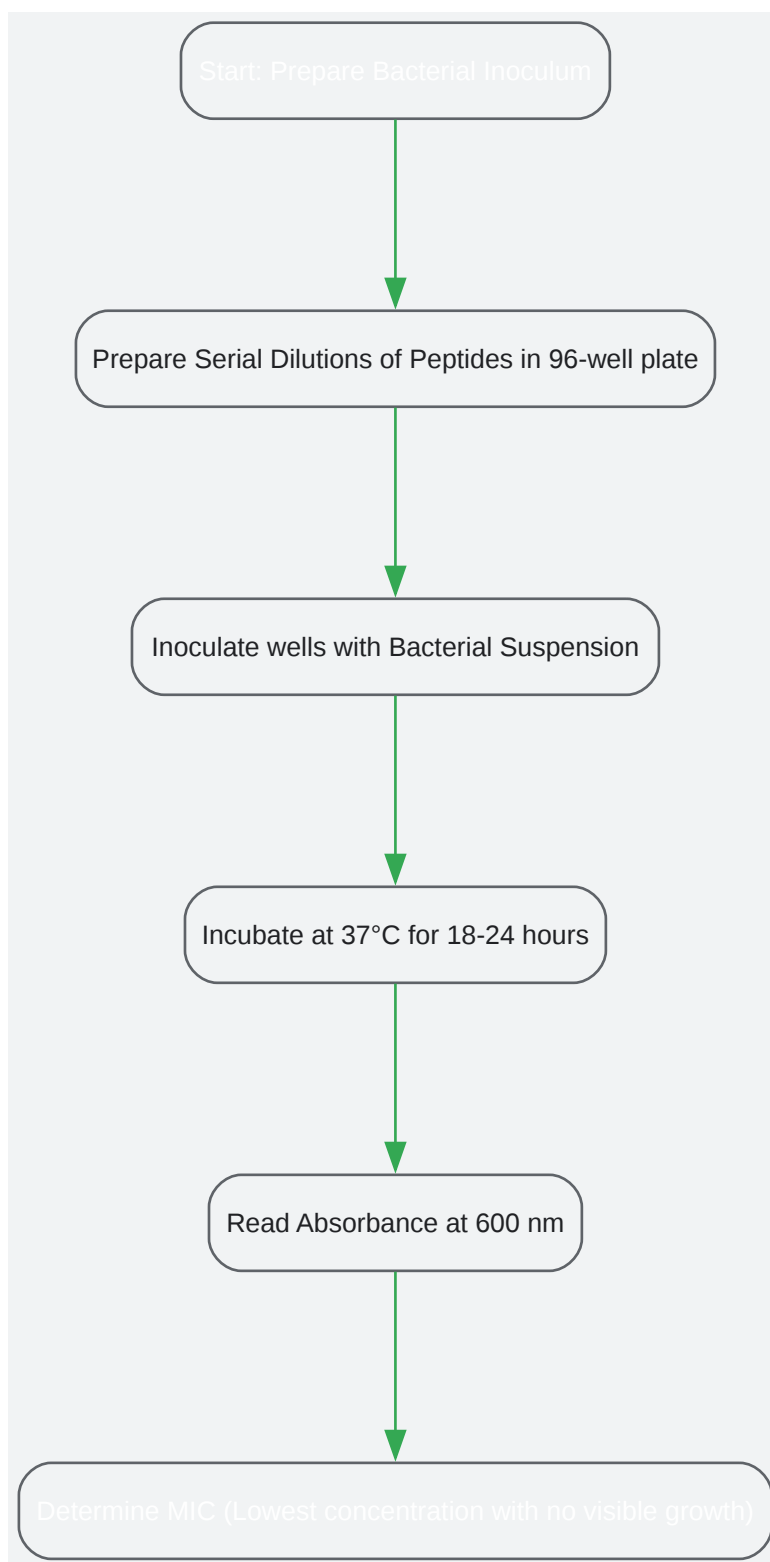 Start: Prepare Bacterial Inoculum
Prepare Serial Dilutions of Peptides in 96-well plate
Inoculate wells with Bacterial Suspension
Incubate at 37°C for 18-24 hours
Read Absorbance at 600 nm
Determine MIC (Lowest concentration with no visible growth)